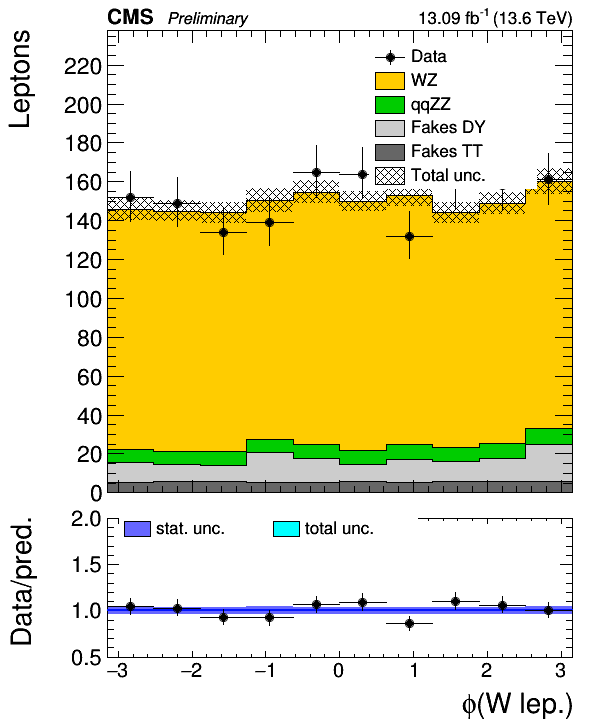 CMS Preliminary 13.09 fb⁻¹ (13.6 TeV)
Leptons
220
200
180
160
140
120
100
80
60
40
20
0
Data
WZ
qqZZ
Fakes DY
Fakes TT
Total unc.
Data/pred.
2.0
1.5
1.0
0.5
stat. unc. total unc.
−3 −2 −1 0 1 2 3
ϕ(W lep.)